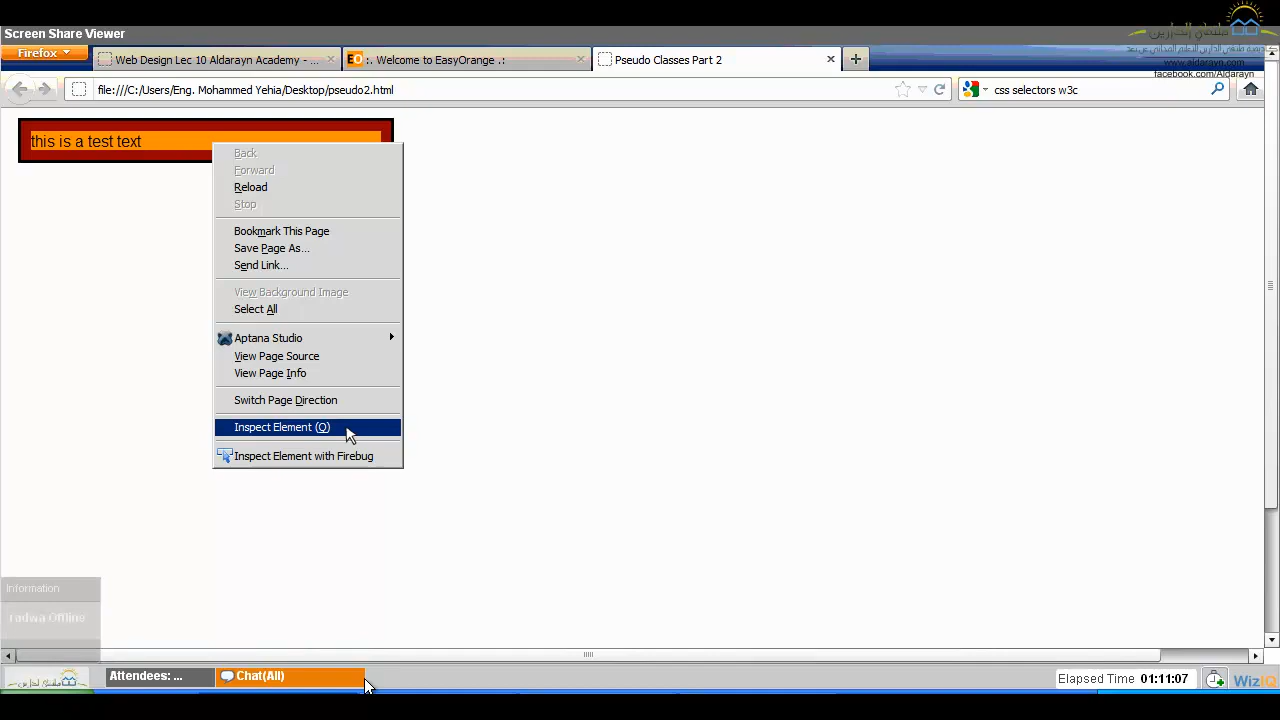 Screen Share Viewer
Firefox
Web Design Lec 10 Aldarayn Academy - ...
EO :. Welcome to EasyOrange .:
Pseudo Classes Part 2
www.aldarayn.com
facebook.com/Aldarayn
file:///C:/Users/Eng. Mohammed Yehia/Desktop/pseudo2.html
css selectors w3c
this is a test text
Back
Forward
Reload
Stop
Bookmark This Page
Save Page As...
Send Link...
View Background Image
Select All
Aptana Studio
View Page Source
View Page Info
Switch Page Direction
Inspect Element (Q)
Inspect Element with Firebug
Information
radwa Offline
Attendees: ...
Chat(All)
Elapsed Time 01:11:07
WizIQ